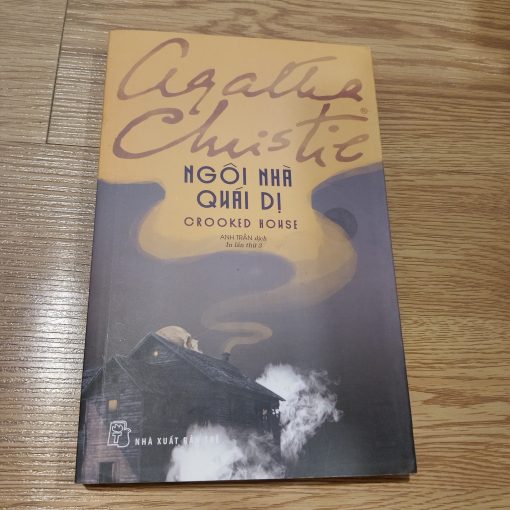 Agatha
Christie
NGÔI NHÀ
QUÁI DỊ
CROOKED HOUSE
ANH TRẦN dịch
In lần thứ 3
NHÀ XUẤT BẢN TRẺ